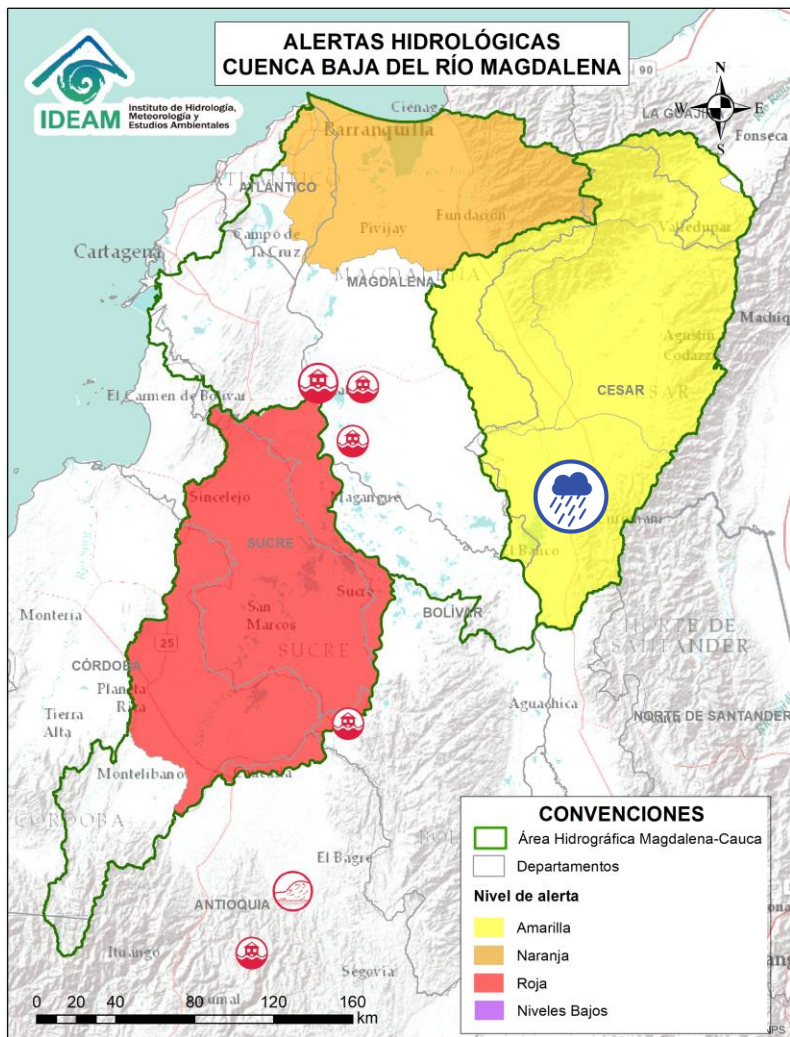 ALERTAS HIDROLÓGICAS
CUENCA BAJA DEL RÍO MAGDALENA
IDEAM
Instituto de Hidrología,
Meteorología y
Estudios Ambientales
N
W
E
S
90
Ciénaga
LA GUAJIRA
Fonseca
Barranquilla
ATLÁNTICO
Valledupar
Pivijay
Fundación
Campo de
la Cruz
Cartagena
MAGDALENA
MAGDALENA
Agustín
Codazzi
CESAR
El Carmen de Bolívar
Sincelejo
Magangué
SUCRE
El Banco
Sucre
BOLÍVAR
San
Marcos
Montería
NORTE DE
SANTANDER
25
SUCRE
CÓRDOBA
Planeta
Rica
Tierra
Alta
Aguachica
NORTE DE SANTANDER
Montelíbano
CÓRDOBA
El Bagre
ANTIOQUIA
Ituango
Segovia
CONVENCIONES
Área Hidrográfica Magdalena-Cauca
Departamentos
Nivel de alerta
Amarilla
Naranja
Roja
Niveles Bajos
0 20 40 80 120 160
km